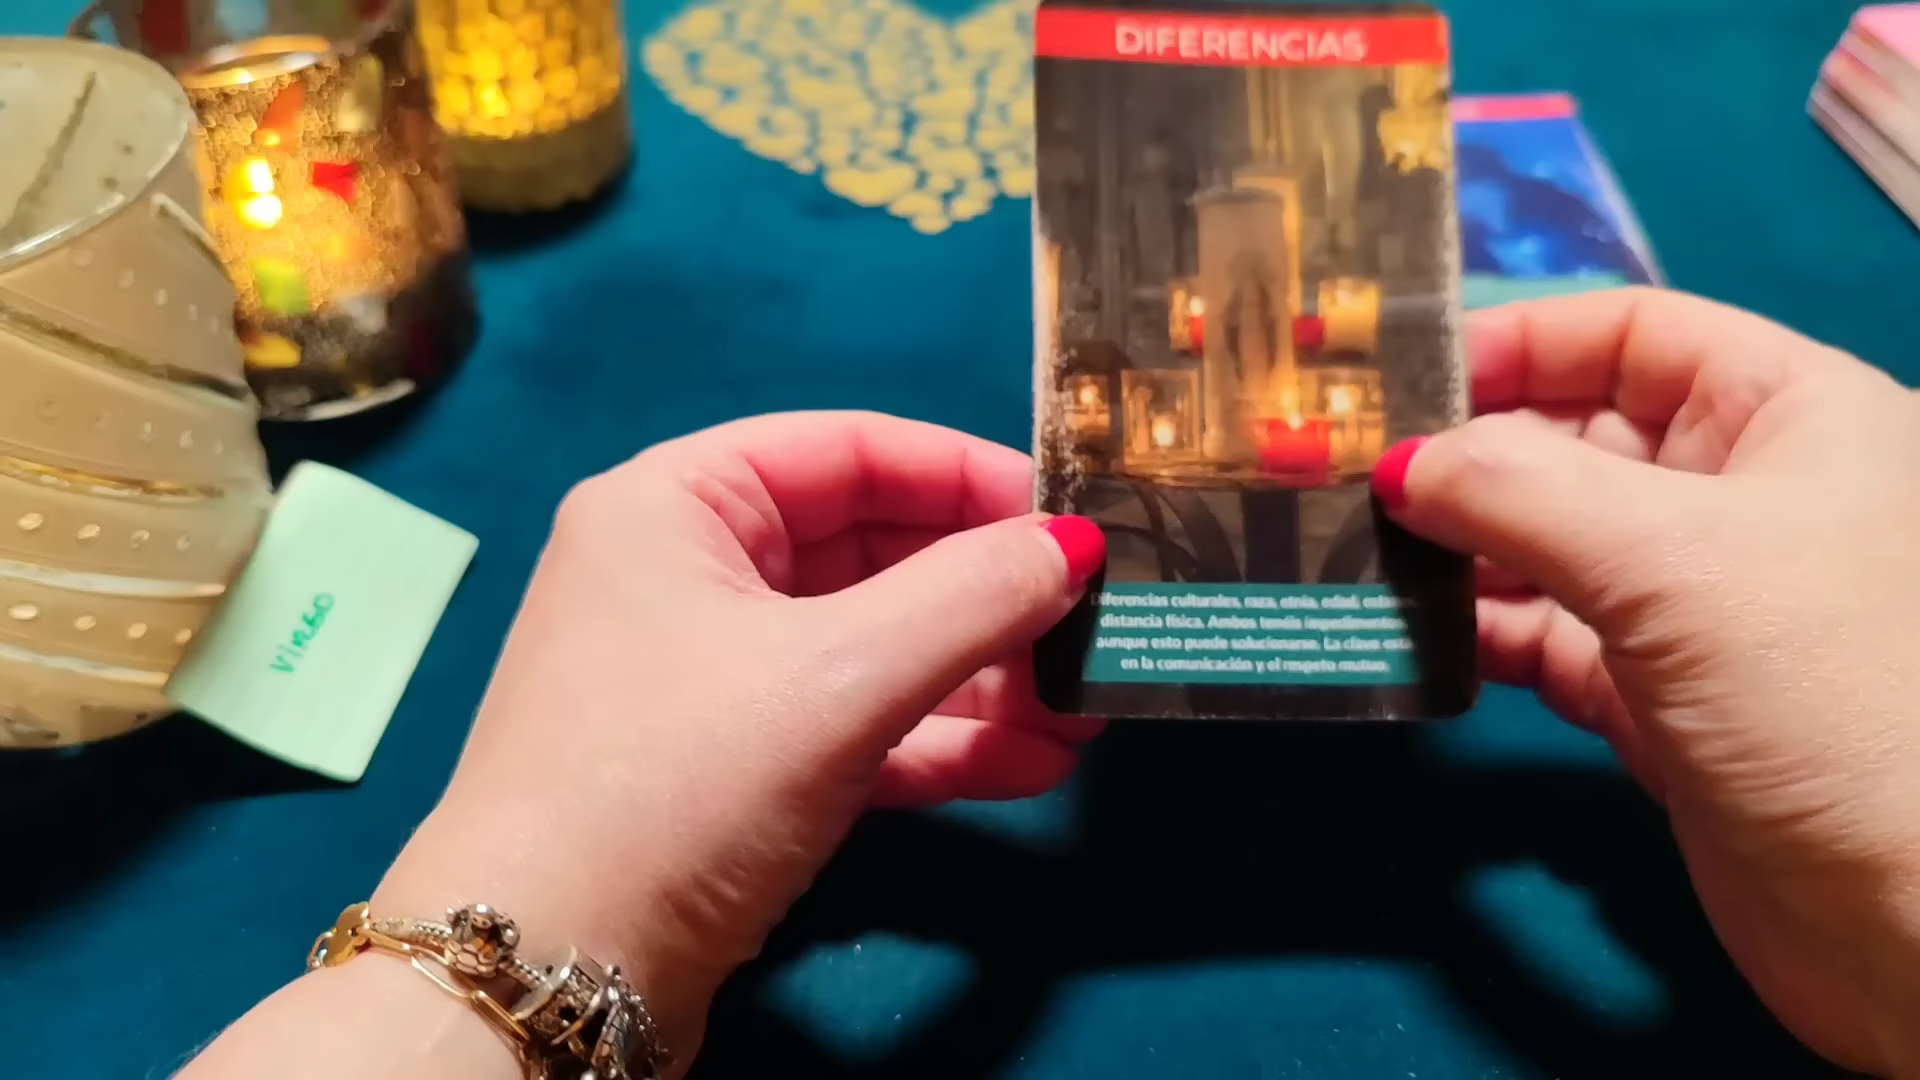 DIFERENCIAS
VIRGO
Diferencias culturales, raza, etnia, edad,
distancia física. Ambos tenéis impedimentos,
aunque esto puede solucionarse. La clave está
en la comunicación y el respeto mutuo.